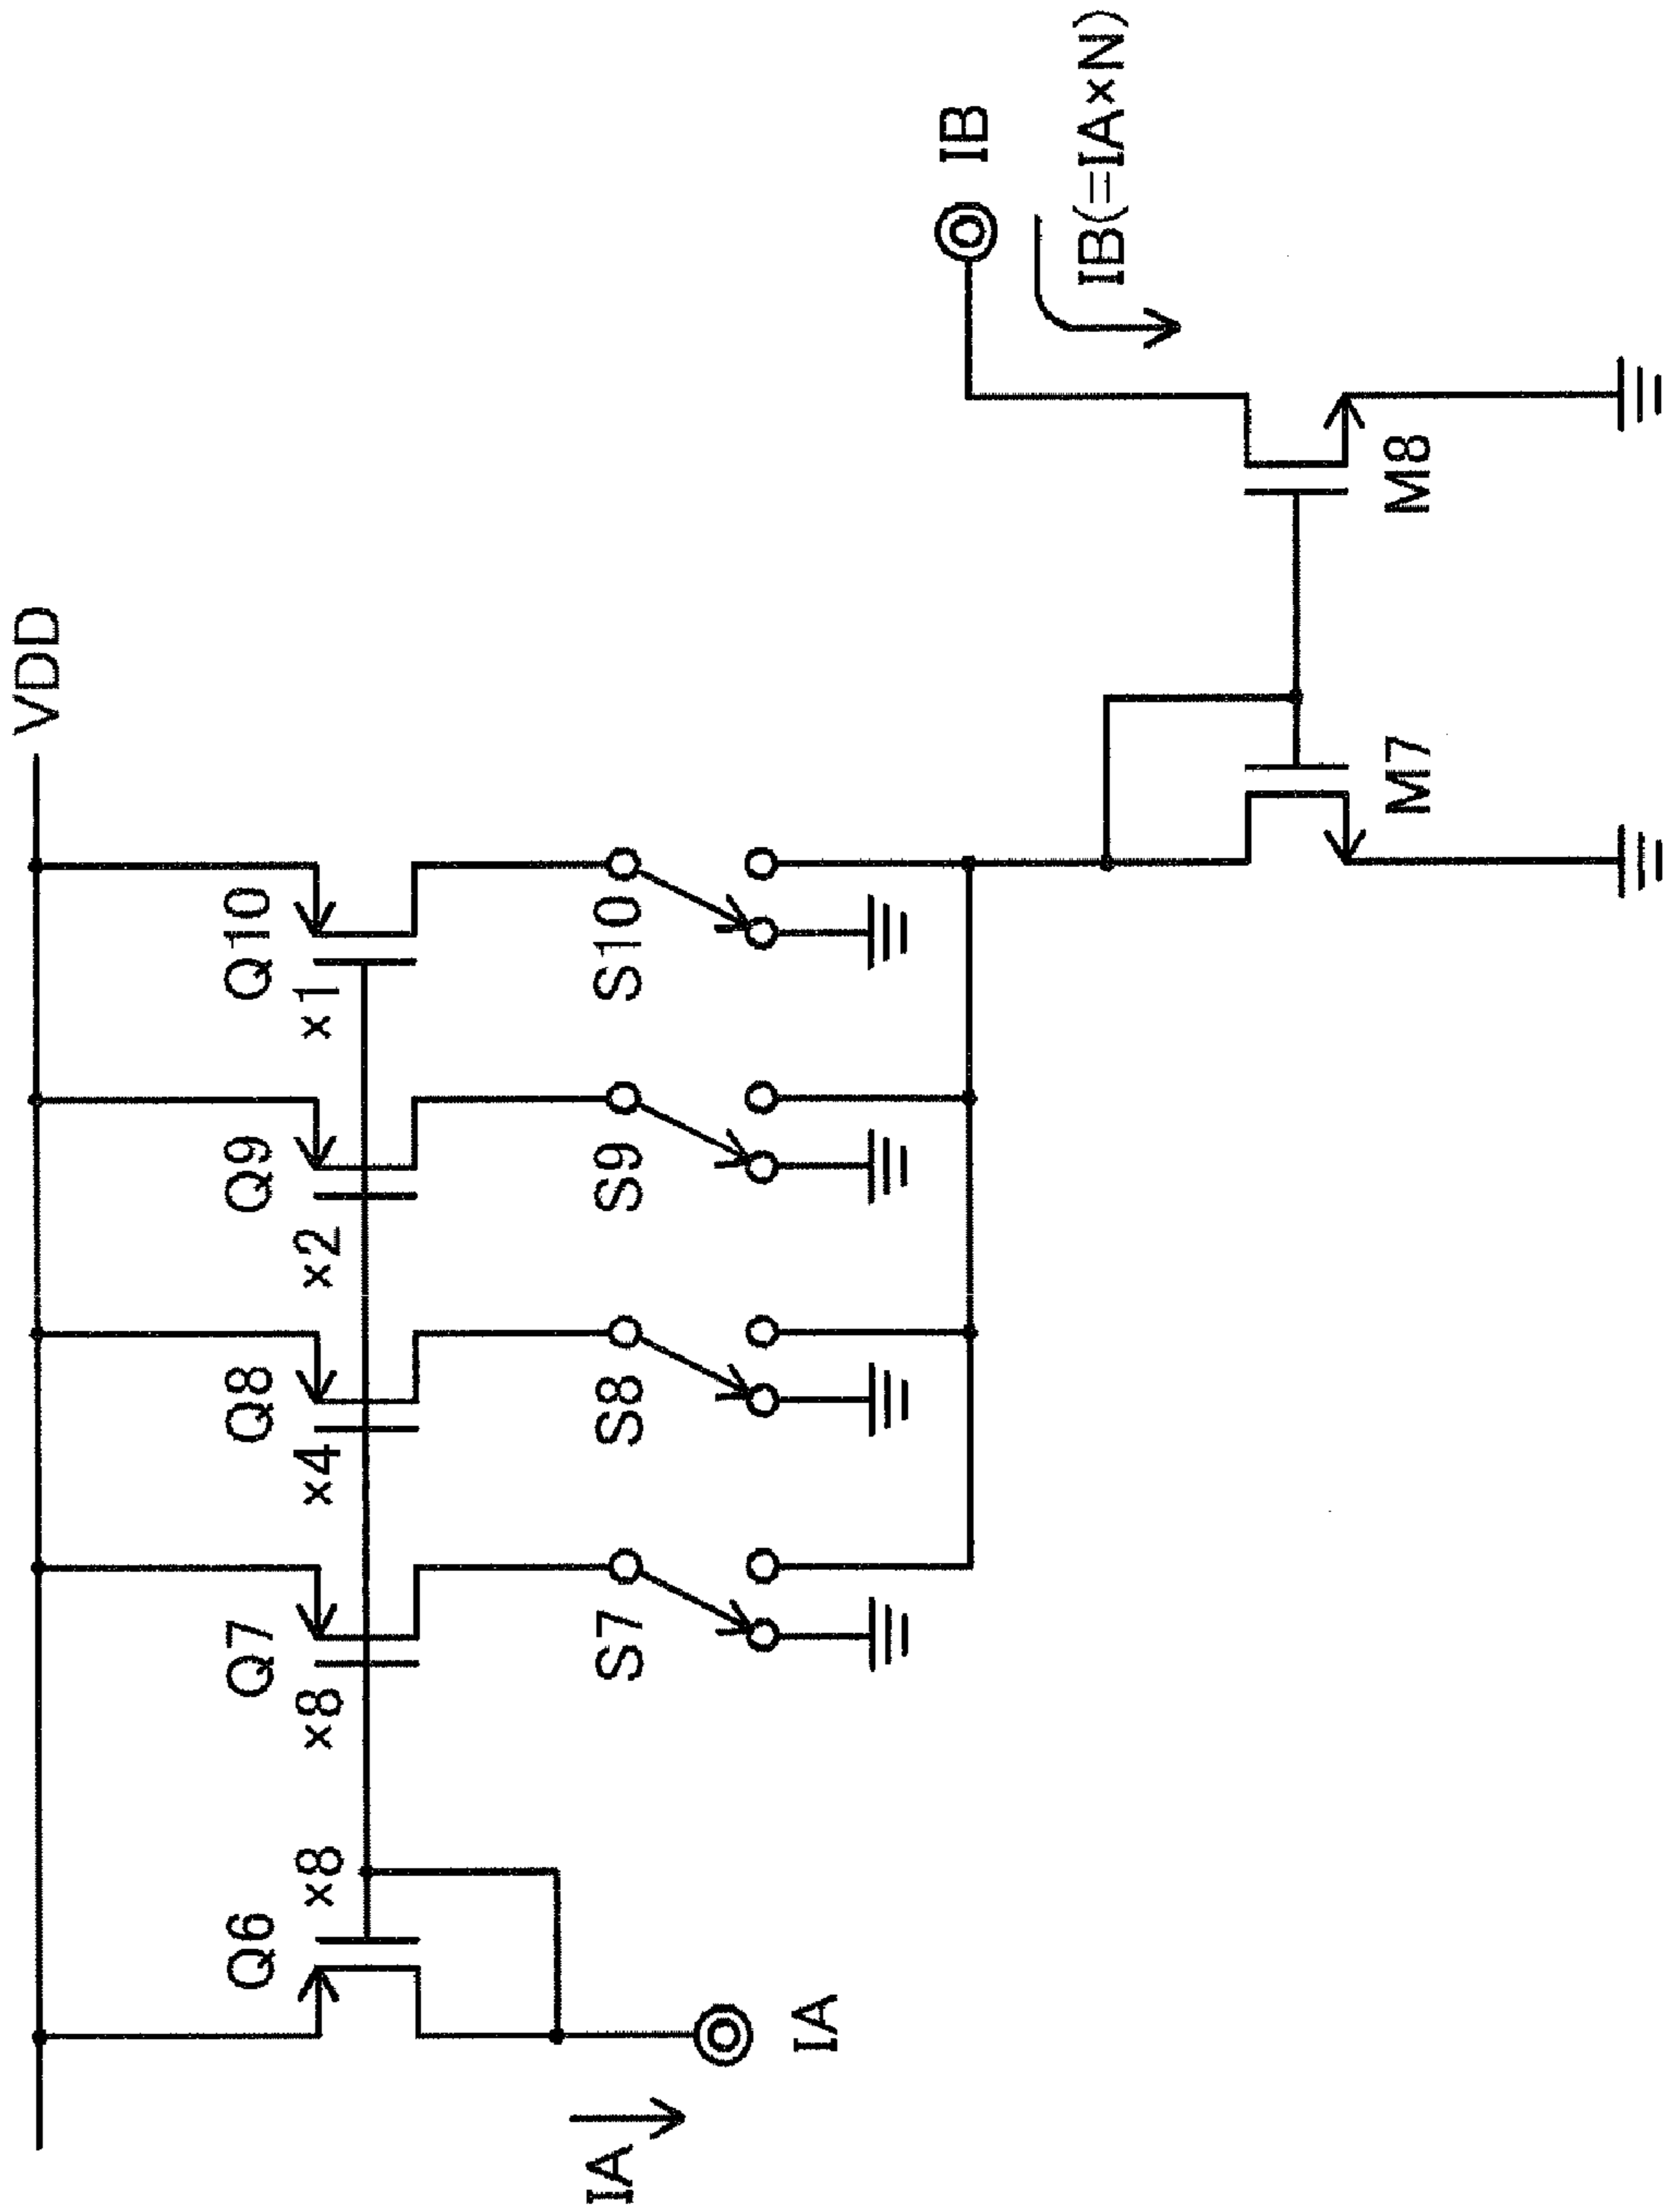 VDD
Q6
Q7
Q8
Q9
Q10
×8
×8
×4
×2
×1
S7
S8
S9
S10
IA
IA
IB
IB(=IA×N)
M7
M8